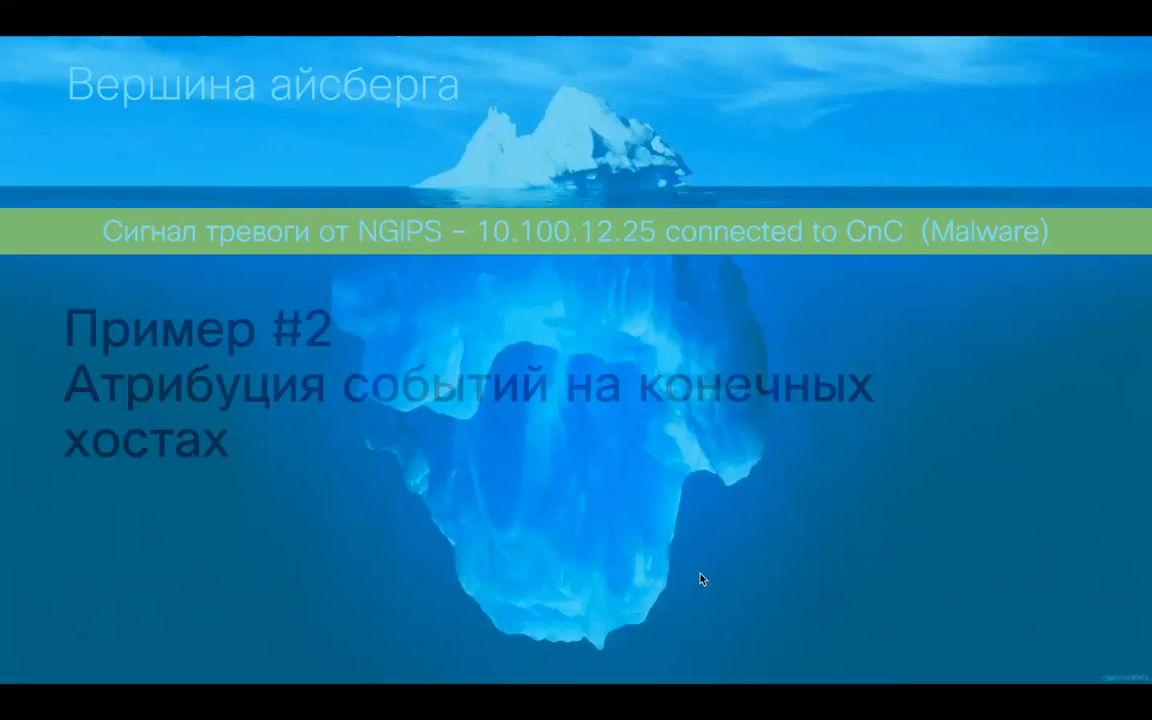 Вершина айсберга
Сигнал тревоги от NGIPS – 10.100.12.25 connected to CnC (Malware)
Пример #2
Атрибуция событий на конечных
хостах